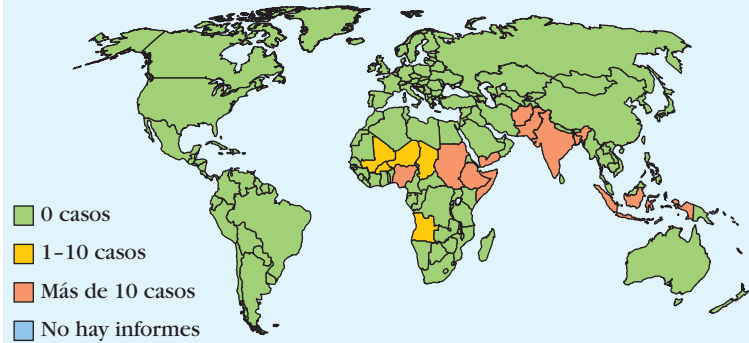 0 casos
1–10 casos
Más de 10 casos
No hay informes